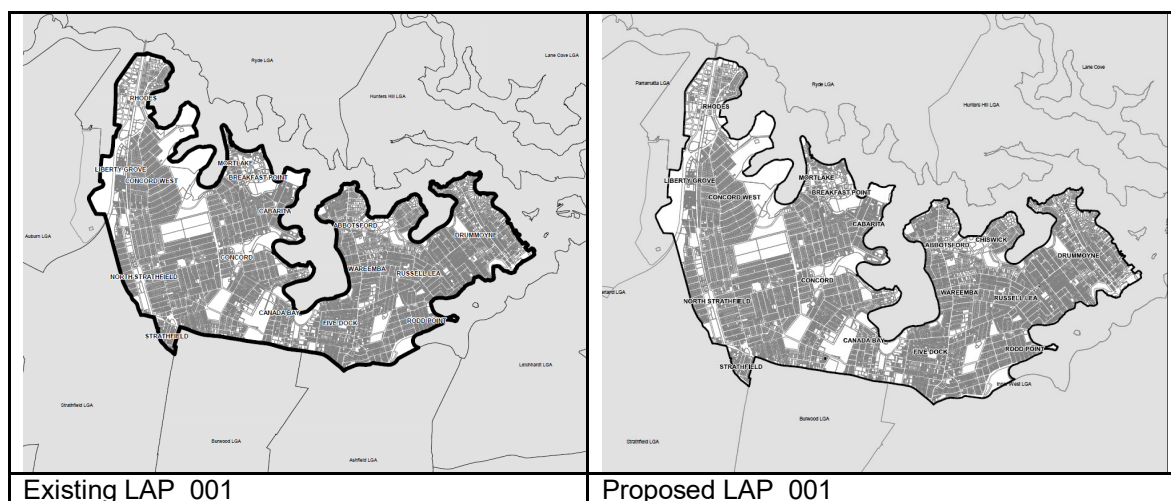 Lane Cove LGA
Ryde LGA
Hunters Hill LGA
RHODES
MORTLAKE
LIBERTY GROVE
BREAKFAST POINT
CONCORD WEST
CABARITA
ABBOTSFORD
DRUMMOYNE
Auburn LGA
CONCORD
WAREEMBA
NORTH STRATHFIELD
RUSSELL LEA
CANADA BAY
FIVE DOCK
RODD POINT
STRATHFIELD
Leichhardt LGA
Strathfield LGA
Burwood LGA
Ashfield LGA
Existing LAP_001
Lane Cove
Ryde LGA
Parramatta LGA
Hunters Hill LGA
RHODES
MORTLAKE
LIBERTY GROVE
BREAKFAST POINT
CONCORD WEST
CABARITA
CHISWICK
ABBOTSFORD
DRUMMOYNE
CONCORD
WAREEMBA
NORTH STRATHFIELD
RUSSELL LEA
CANADA BAY
FIVE DOCK
RODD POINT
STRATHFIELD
Inner West LGA
Burwood LGA
Strathfield LGA
Proposed LAP_001